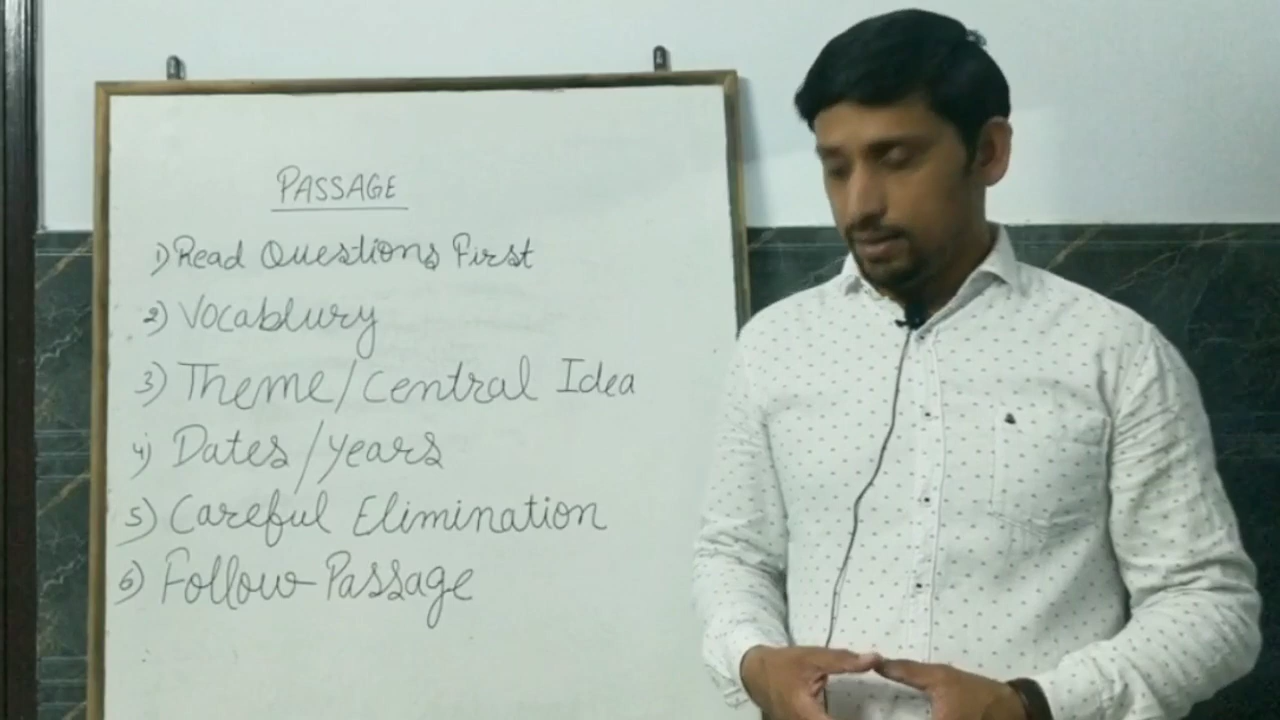 PASSAGE
1) Read Questions First
2) Vocablury
3) Theme/Central Idea
4) Dates/Years
5) Careful Elimination
6) Follow Passage